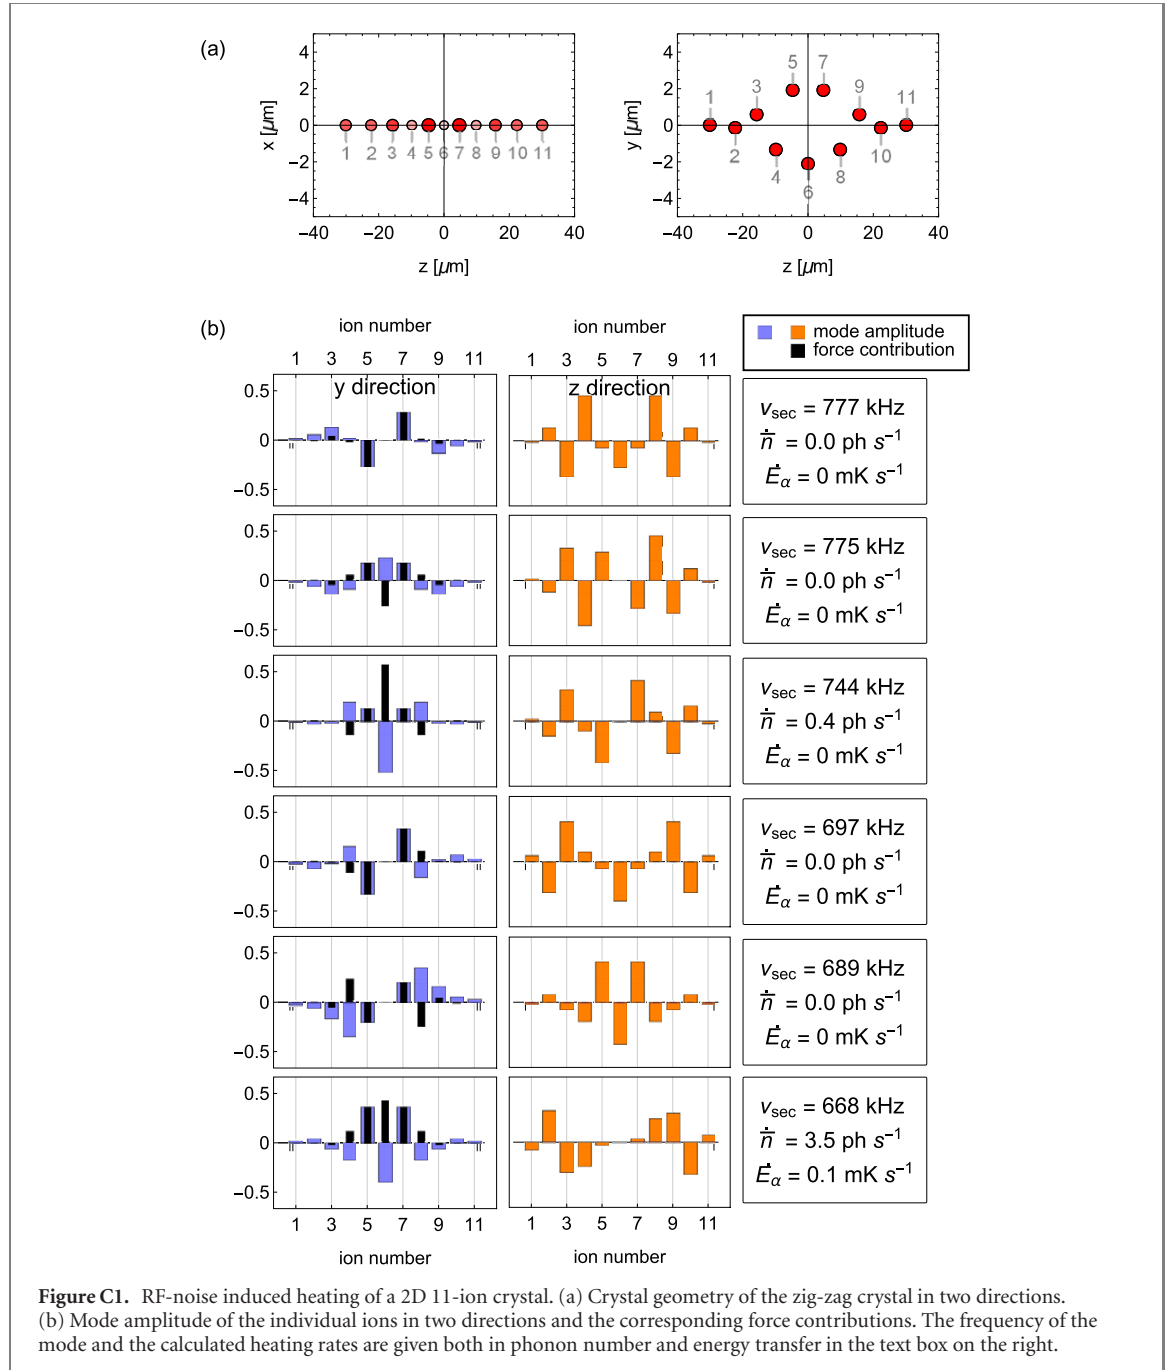 (a)
4
2
0
−2
−4
x [μm]
1 2 3 4 5 6 7 8 9 10 11
−40 −20 0 20 40
z [μm]
4
2
0
−2
−4
y [μm]
5 7
3 9
1 11
2 10
4 8
6
−40 −20 0 20 40
z [μm]
(b)
ion number ion number
mode amplitude
force contribution
1 3 5 7 9 11 1 3 5 7 9 11
y direction z direction
0.5
0
−0.5
νsec = 777 kHz
n̄̇ = 0.0 ph s⁻¹
Ėα = 0 mK s⁻¹
0.5
0
−0.5
νsec = 775 kHz
n̄̇ = 0.0 ph s⁻¹
Ėα = 0 mK s⁻¹
0.5
0
−0.5
νsec = 744 kHz
n̄̇ = 0.4 ph s⁻¹
Ėα = 0 mK s⁻¹
0.5
0
−0.5
νsec = 697 kHz
n̄̇ = 0.0 ph s⁻¹
Ėα = 0 mK s⁻¹
0.5
0
−0.5
νsec = 689 kHz
n̄̇ = 0.0 ph s⁻¹
Ėα = 0 mK s⁻¹
0.5
0
−0.5
νsec = 668 kHz
n̄̇ = 3.5 ph s⁻¹
Ėα = 0.1 mK s⁻¹
1 3 5 7 9 11 1 3 5 7 9 11
ion number ion number
Figure C1. RF-noise induced heating of a 2D 11-ion crystal. (a) Crystal geometry of the zig-zag crystal in two directions.
(b) Mode amplitude of the individual ions in two directions and the corresponding force contributions. The frequency of the
mode and the calculated heating rates are given both in phonon number and energy transfer in the text box on the right.